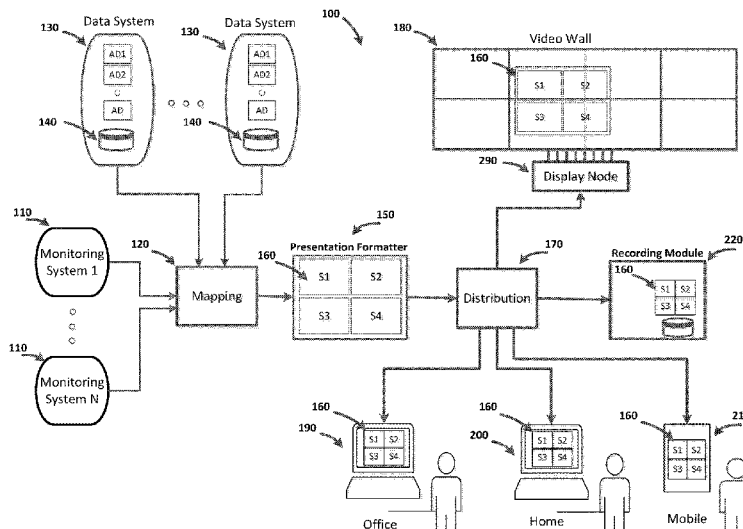 Data System
Data System
100
180
Video Wall
130
130
160
AD1
AD2
AD
AD1
AD2
AD
S1 S2
S3 S4
140
140
290
Display Node
110
Monitoring
System 1
120
Mapping
150
Presentation Formatter
160
S1 S2
S3 S4
170
Distribution
Recording Module
220
160
S1 S2
S3 S4
110
Monitoring
System N
160
190
S1 S2
S3 S4
Office
160
200
S1 S2
S3 S4
Home
160
S1 S2
S3 S4
Mobile